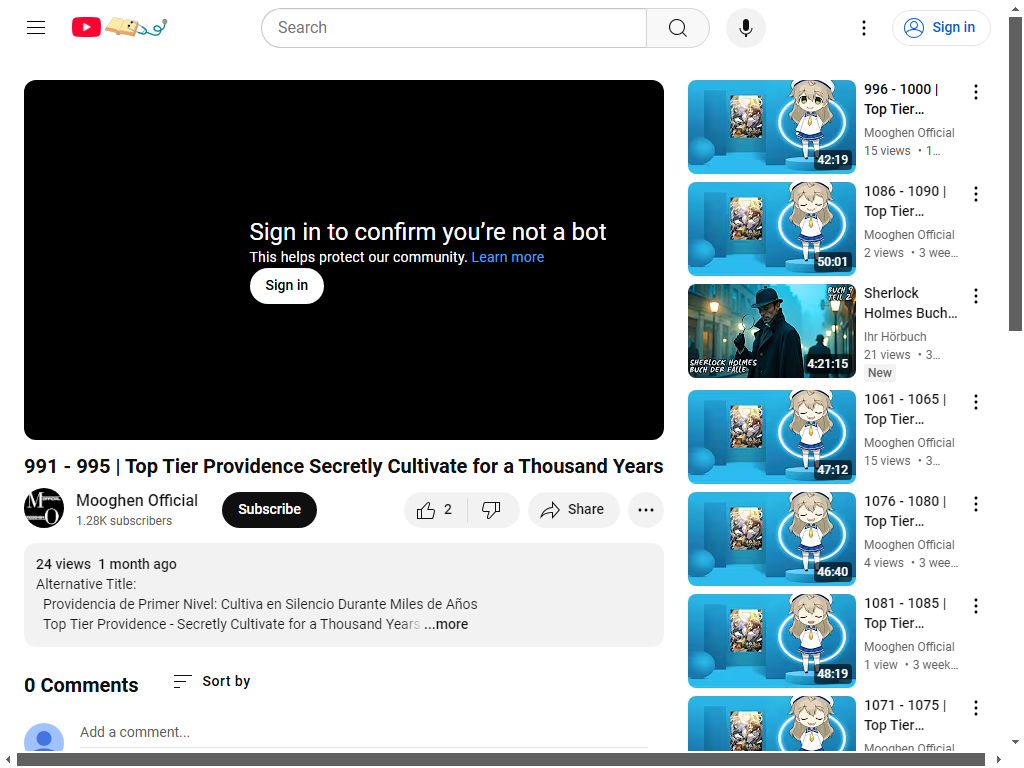 Search
Sign in
Sign in to confirm you’re not a bot
This helps protect our community. Learn more
Sign in
991 - 995 | Top Tier Providence Secretly Cultivate for a Thousand Years
Mooghen Official
1.28K subscribers
Subscribe
2
Share
24 views 1 month ago
Alternative Title:
Providencia de Primer Nivel: Cultiva en Silencio Durante Miles de Años
Top Tier Providence - Secretly Cultivate for a Thousand Years ...more
0 Comments
Sort by
Add a comment...
42:19
996 - 1000 |
Top Tier…
Mooghen Official
15 views • 1…
50:01
1086 - 1090 |
Top Tier…
Mooghen Official
2 views • 3 wee…
BUCH 9
TEIL 2
SHERLOCK HOLMES
BUCH DER FÄLLE
4:21:15
Sherlock
Holmes Buch…
Ihr Hörbuch
21 views • 3…
New
47:12
1061 - 1065 |
Top Tier…
Mooghen Official
15 views • 3…
46:40
1076 - 1080 |
Top Tier…
Mooghen Official
4 views • 3 wee…
48:19
1081 - 1085 |
Top Tier…
Mooghen Official
1 view • 3 week…
1071 - 1075 |
Top Tier…
Mooghen Official